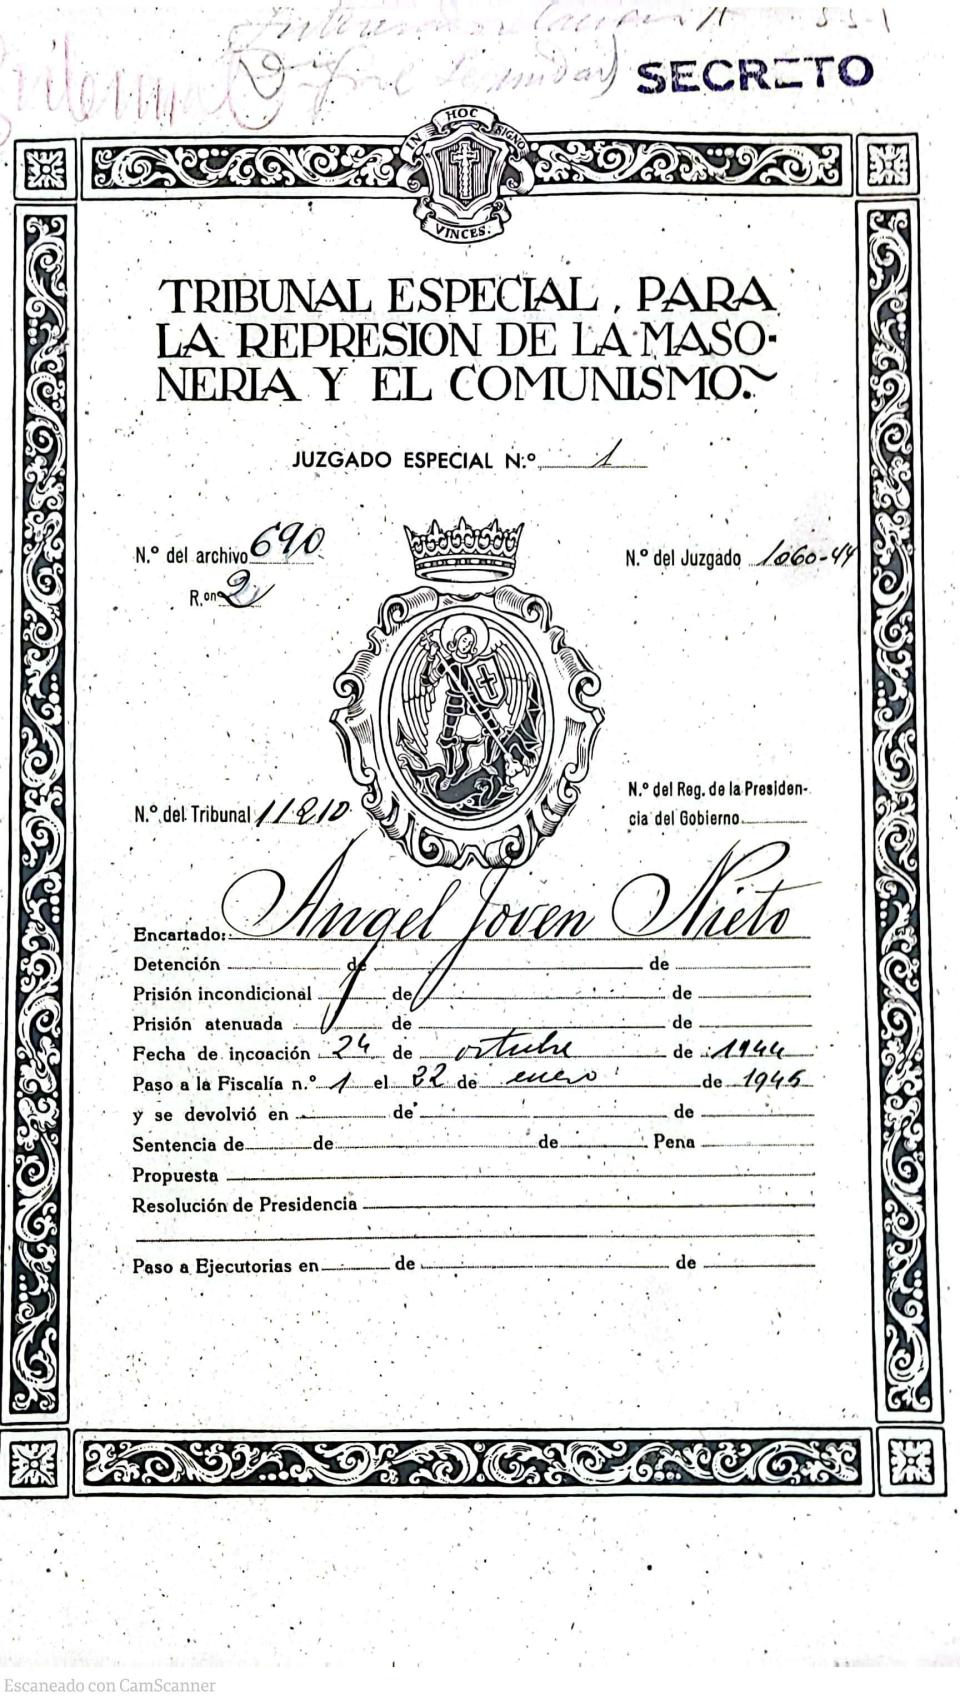 5-5-1
SECRETO
IN HOC SIGNO
VINCES.
TRIBUNAL ESPECIAL, PARA
LA REPRESION DE LA MASO-
NERIA Y EL COMUNISMO.
JUZGADO ESPECIAL N.º 1
N.º del archivo 690
N.º del Juzgado 1060-44
R.on 2
N.º del Tribunal 11210
N.º del Reg. de la Presiden-
cia del Gobierno
Encartado: Angel Joven Nieto
Detención de de
Prisión incondicional de de
Prisión atenuada de de
Fecha de incoación 24 de octubre de 1944
Paso a la Fiscalía n.º 1 el 22 de enero de 1945
y se devolvió en de de
Sentencia de de de Pena
Propuesta
Resolución de Presidencia
Paso a Ejecutorias en de de
Escaneado con CamScanner